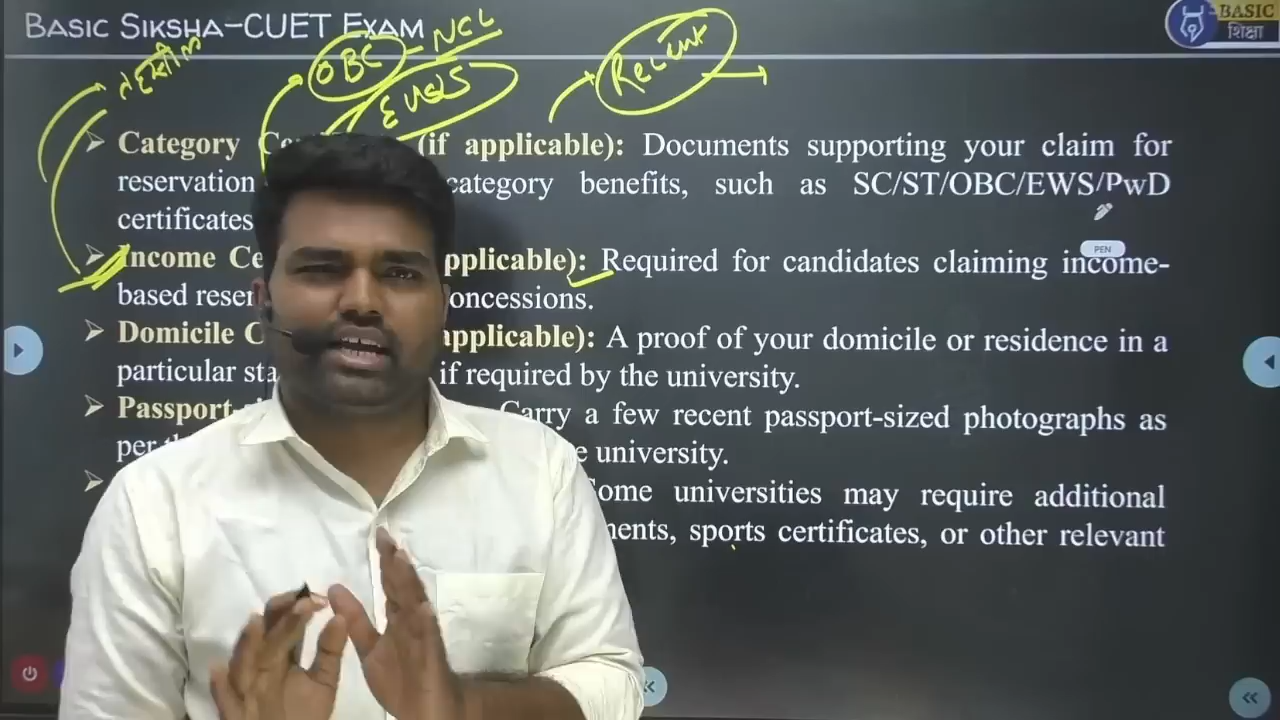 BASIC SIKSHA-CUET EXAM
BASIC
शिक्षा
OBC - NCL
EWS
Recent
तहसील
Category (if applicable): Documents supporting your claim for
reservation category benefits, such as SC/ST/OBC/EWS/PwD
certificates
PEN
Income Ce pplicable): Required for candidates claiming income-
based reser oncessions.
Domicile C applicable): A proof of your domicile or residence in a
particular sta if required by the university.
Passport- Carry a few recent passport-sized photographs as
per e university.
Some universities may require additional
ments, sports certificates, or other relevant